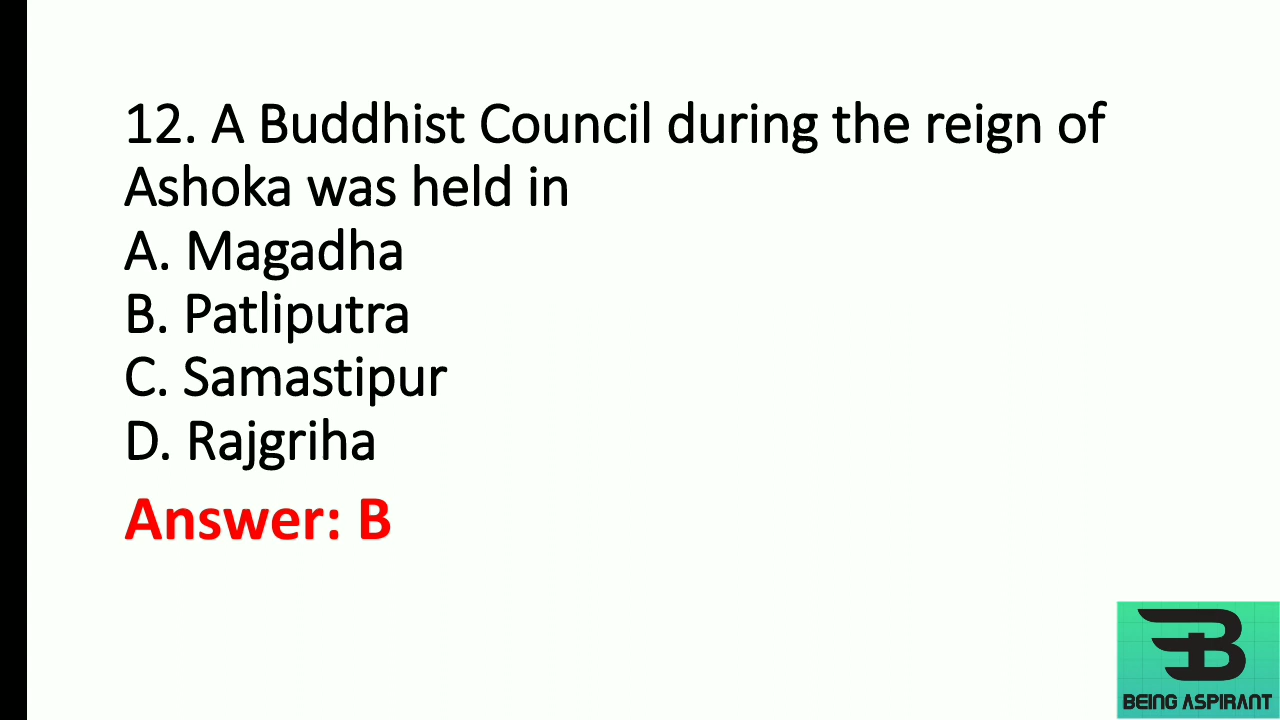 12. A Buddhist Council during the reign of
Ashoka was held in
A. Magadha
B. Patliputra
C. Samastipur
D. Rajgriha
Answer: B
BEING ASPIRANT